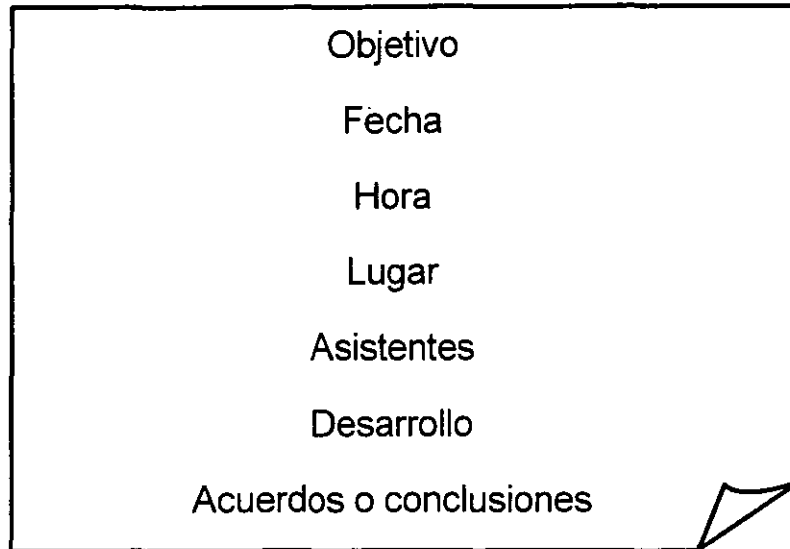 Objetivo
Fecha
Hora
Lugar
Asistentes
Desarrollo
Acuerdos o conclusiones